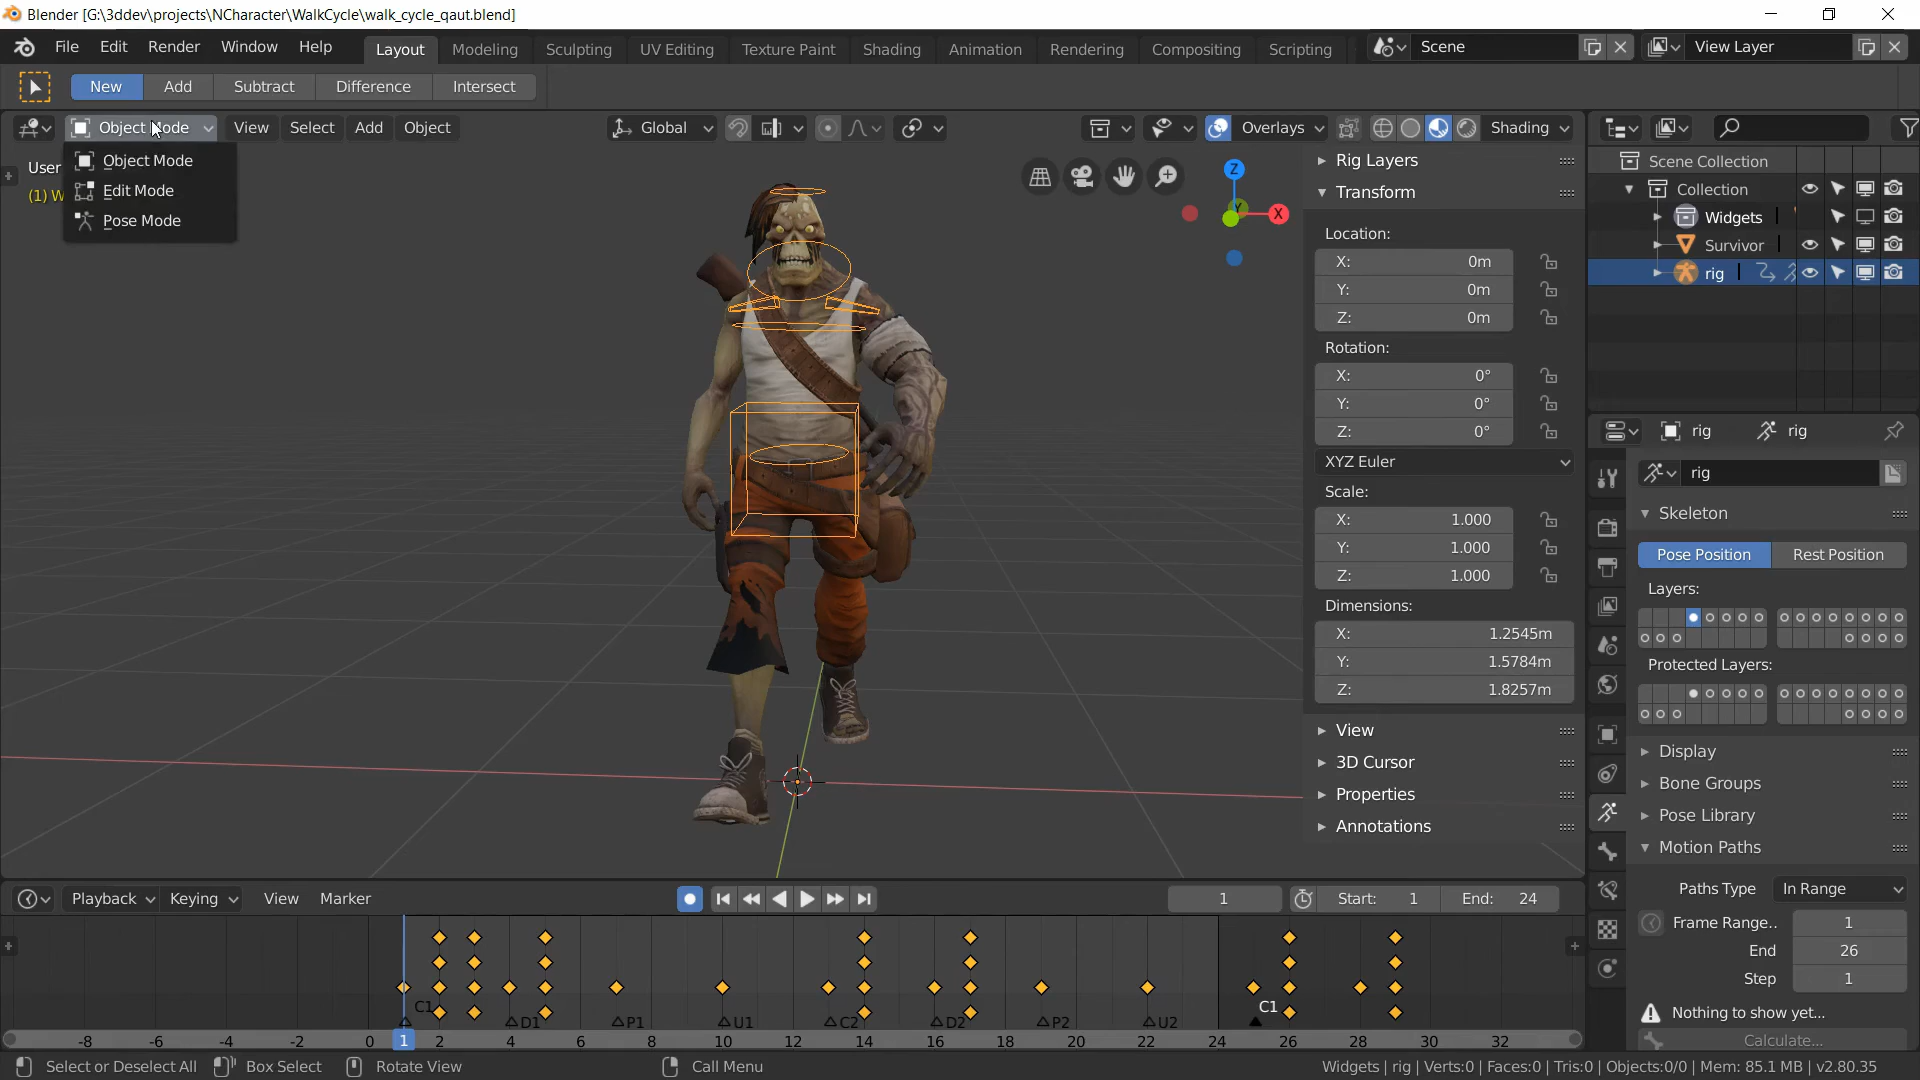 Blender [G:\3ddev\projects\NCharacter\WalkCycle\walk_cycle_qaut.blend]
File Edit Render Window Help Layout Modeling Sculpting UV Editing Texture Paint Shading Animation Rendering Compositing Scripting Scene View Layer
New Add Subtract Difference Intersect
Object Mode View Select Add Object Global Overlays Shading
Object Mode
Edit Mode
Pose Mode
User
(1) W
Z
Y
X
Rig Layers
Transform
Location:
X: 0m
Y: 0m
Z: 0m
Rotation:
X: 0°
Y: 0°
Z: 0°
XYZ Euler
Scale:
X: 1.000
Y: 1.000
Z: 1.000
Dimensions:
X: 1.2545m
Y: 1.5784m
Z: 1.8257m
View
3D Cursor
Properties
Annotations
Scene Collection
Collection
Widgets
Survivor
rig
rig rig
rig
Skeleton
Pose Position Rest Position
Layers:
Protected Layers:
Display
Bone Groups
Pose Library
Motion Paths
Paths Type In Range
Frame Range.. 1
End 26
Step 1
Nothing to show yet...
Calculate...
Playback Keying View Marker 1 Start: 1 End: 24
C1 D1 P1 U1 C2 D2 P2 U2 C1
-8 -6 -4 -2 0 1 2 4 6 8 10 12 14 16 18 20 22 24 26 28 30 32
Select or Deselect All Box Select Rotate View Call Menu Widgets | rig | Verts:0 | Faces:0 | Tris:0 | Objects:0/0 | Mem: 85.1 MB | v2.80.35